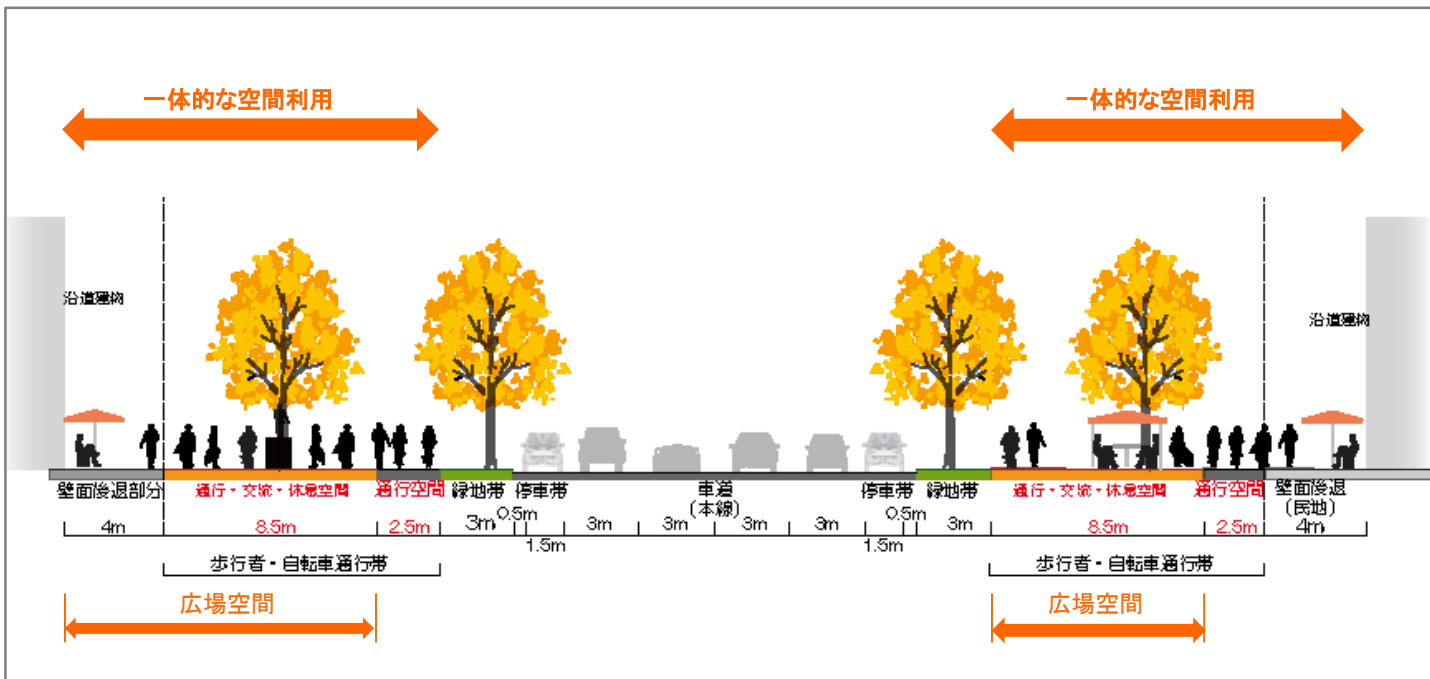 一体的な空間利用
一体的な空間利用
沿道建物
沿道建物
壁面後退部分
通行・交流・休息空間
通行空間
緑地帯
停車帯
車道
(本線)
停車帯
緑地帯
通行・交流・休息空間
通行空間
壁面後退
(民地)
4m
8.5m
2.5m
3m
0.5m
1.5m
3m
3m
3m
3m
1.5m
0.5m
3m
8.5m
2.5m
4m
歩行者・自転車通行帯
歩行者・自転車通行帯
広場空間
広場空間